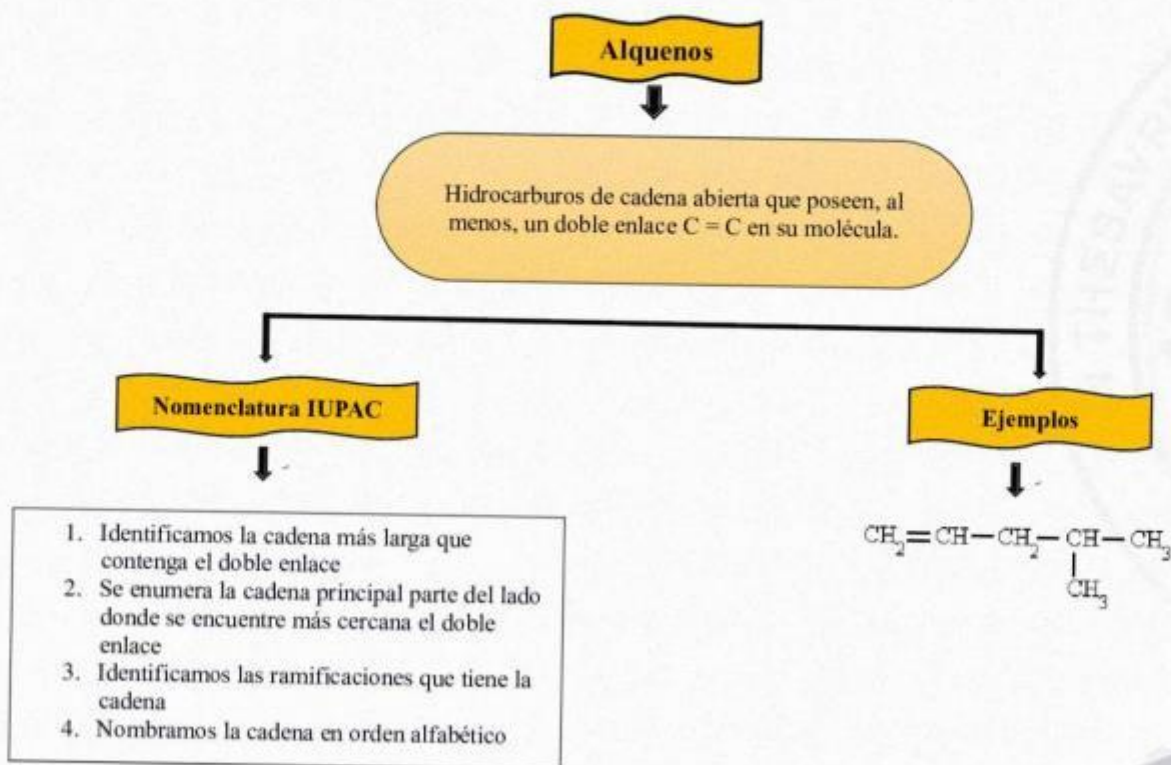 Alquenos
Hidrocarburos de cadena abierta que poseen, al
menos, un doble enlace C = C en su molécula.
Nomenclatura IUPAC
1. Identificamos la cadena más larga que
contenga el doble enlace
2. Se enumera la cadena principal parte del lado
donde se encuentre más cercana el doble
enlace
3. Identificamos las ramificaciones que tiene la
cadena
4. Nombramos la cadena en orden alfabético
Ejemplos
CH₂=CH—CH₂—CH—CH₃
CH₃